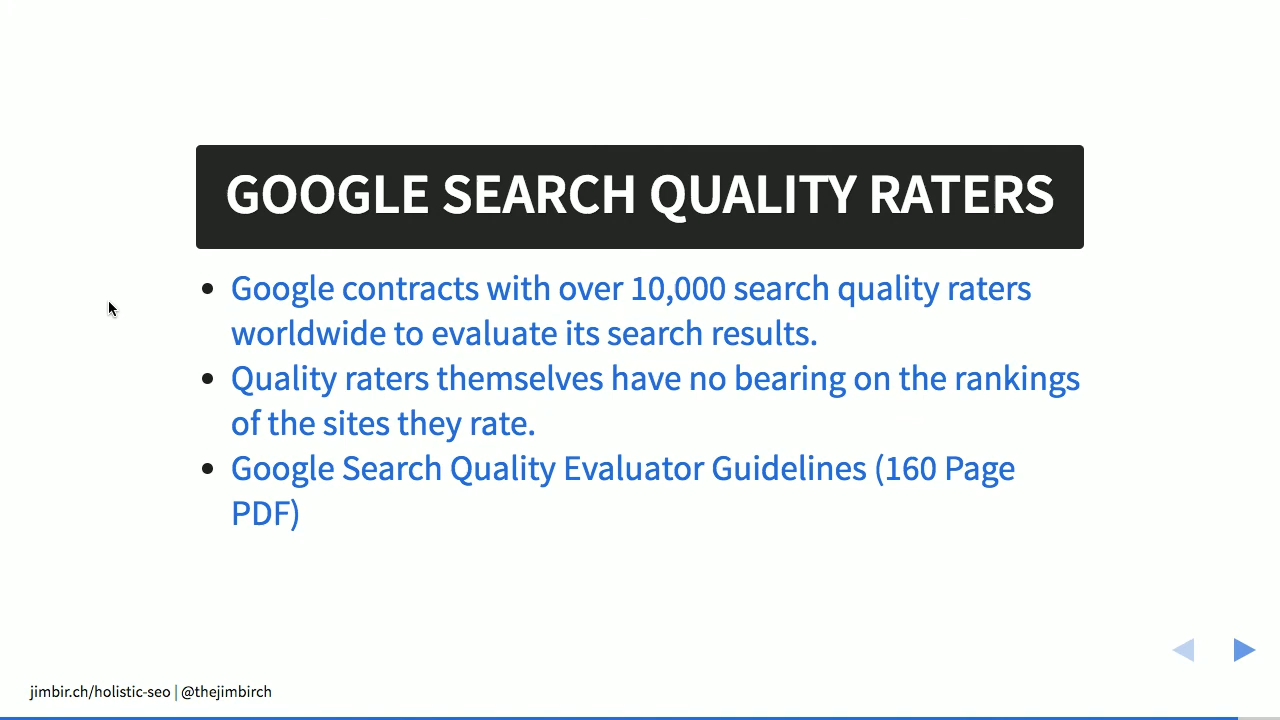 GOOGLE SEARCH QUALITY RATERS
Google contracts with over 10,000 search quality raters
worldwide to evaluate its search results.
Quality raters themselves have no bearing on the rankings
of the sites they rate.
Google Search Quality Evaluator Guidelines (160 Page
PDF)
jimbir.ch/holistic-seo | @thejimbirch